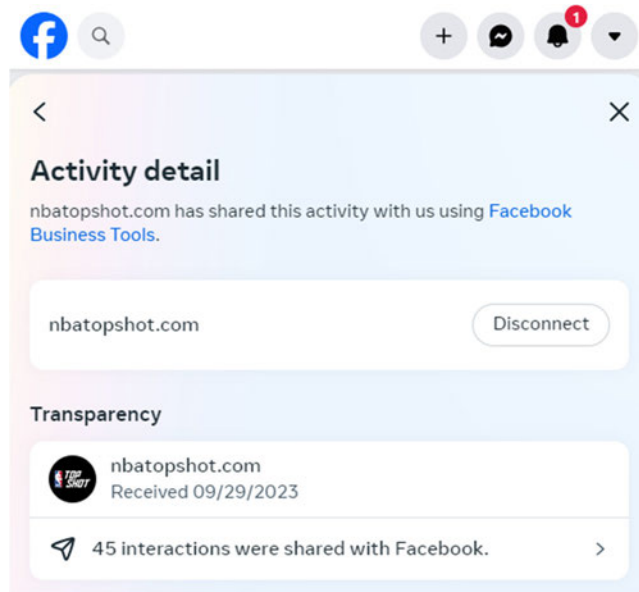 1
Activity detail
nbatopshot.com has shared this activity with us using Facebook
Business Tools.
nbatopshot.com
Disconnect
Transparency
TOP
SHOT
nbatopshot.com
Received 09/29/2023
45 interactions were shared with Facebook.